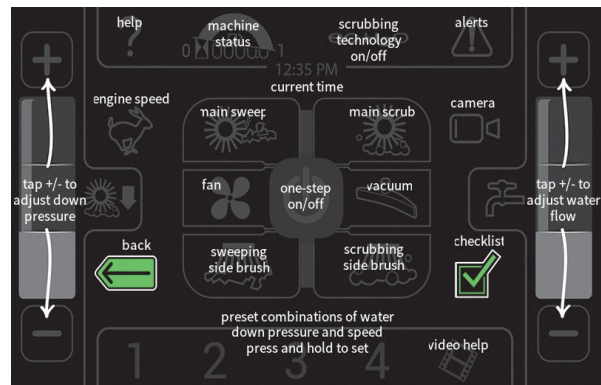 help
machine
status
scrubbing
technology
on/off
alerts
12:35 PM
current time
engine speed
main sweep
main scrub
camera
tap +/- to
adjust down
pressure
fan
one-step
on/off
vacuum
tap +/- to
adjust water
flow
back
sweeping
side brush
scrubbing
side brush
checklist
preset combinations of water
down pressure and speed
press and hold to set
1 2 3 4
video help